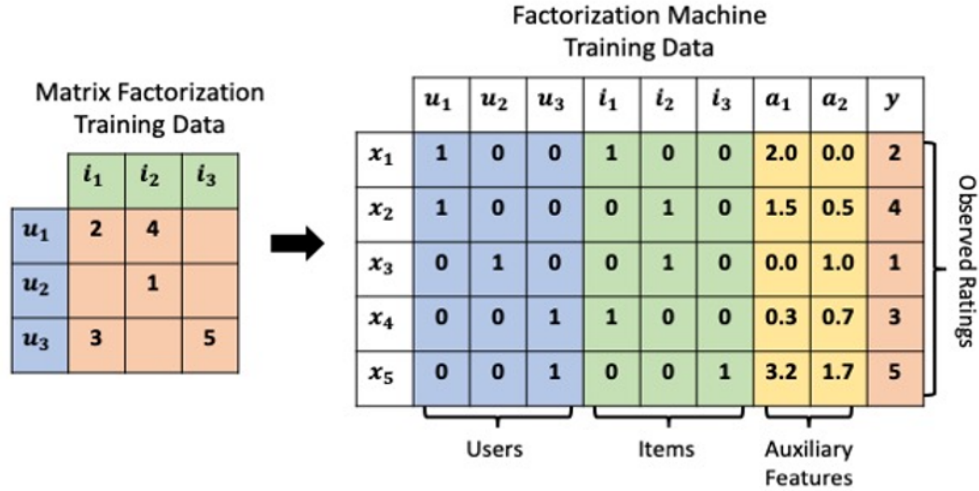 Matrix Factorization
Training Data
i₁ i₂ i₃
u₁ 2 4
u₂ 1
u₃ 3 5
Factorization Machine
Training Data
u₁ u₂ u₃ i₁ i₂ i₃ a₁ a₂ y
x₁ 1 0 0 1 0 0 2.0 0.0 2
x₂ 1 0 0 0 1 0 1.5 0.5 4
x₃ 0 1 0 0 1 0 0.0 1.0 1
x₄ 0 0 1 1 0 0 0.3 0.7 3
x₅ 0 0 1 0 0 1 3.2 1.7 5
Users
Items
Auxiliary
Features
Observed Ratings